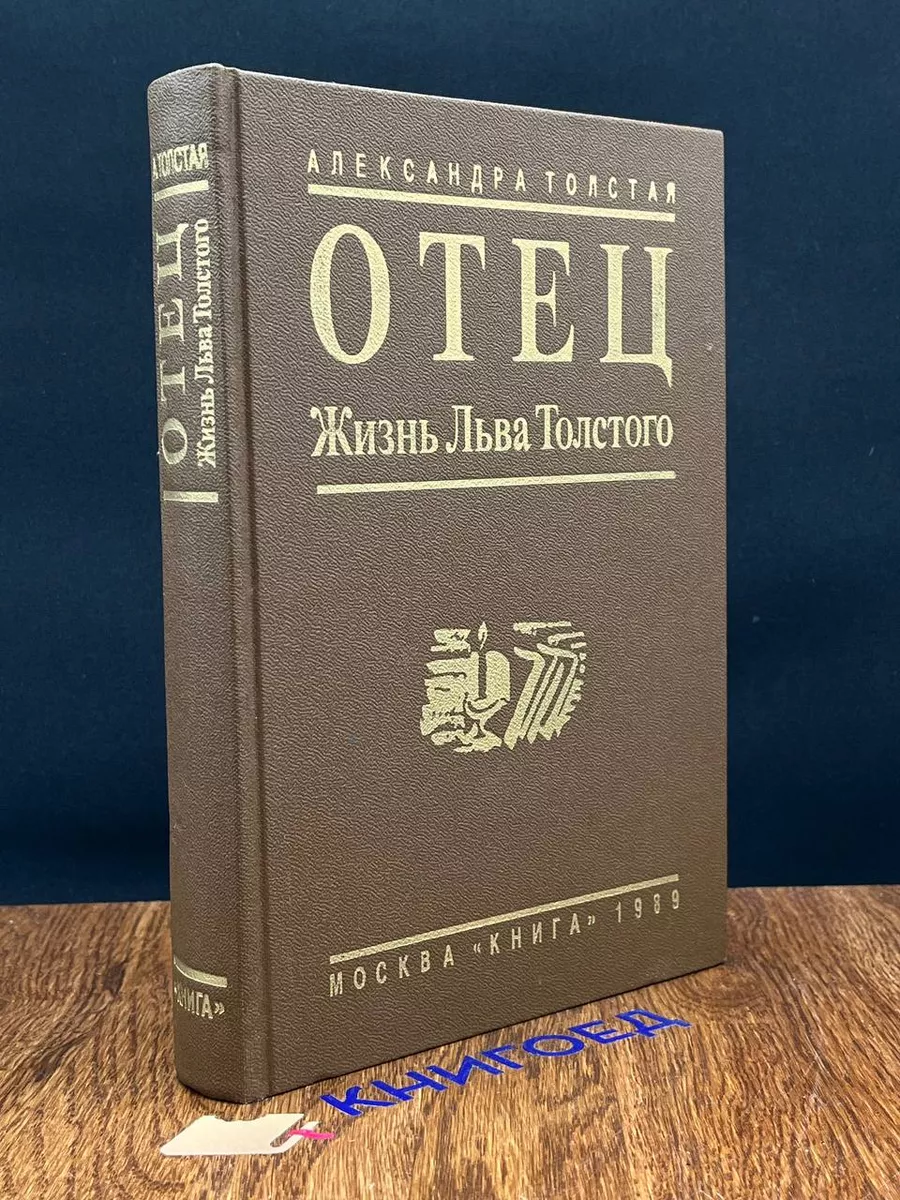 АЛЕКСАНДРА ТОЛСТАЯ
ОТЕЦ
Жизнь Льва Толстого
МОСКВА «КНИГА» 1989
А. ТОЛСТАЯ
ОТЕЦ
Жизнь Льва Толстого
«КНИГА»
КНИГОЕД